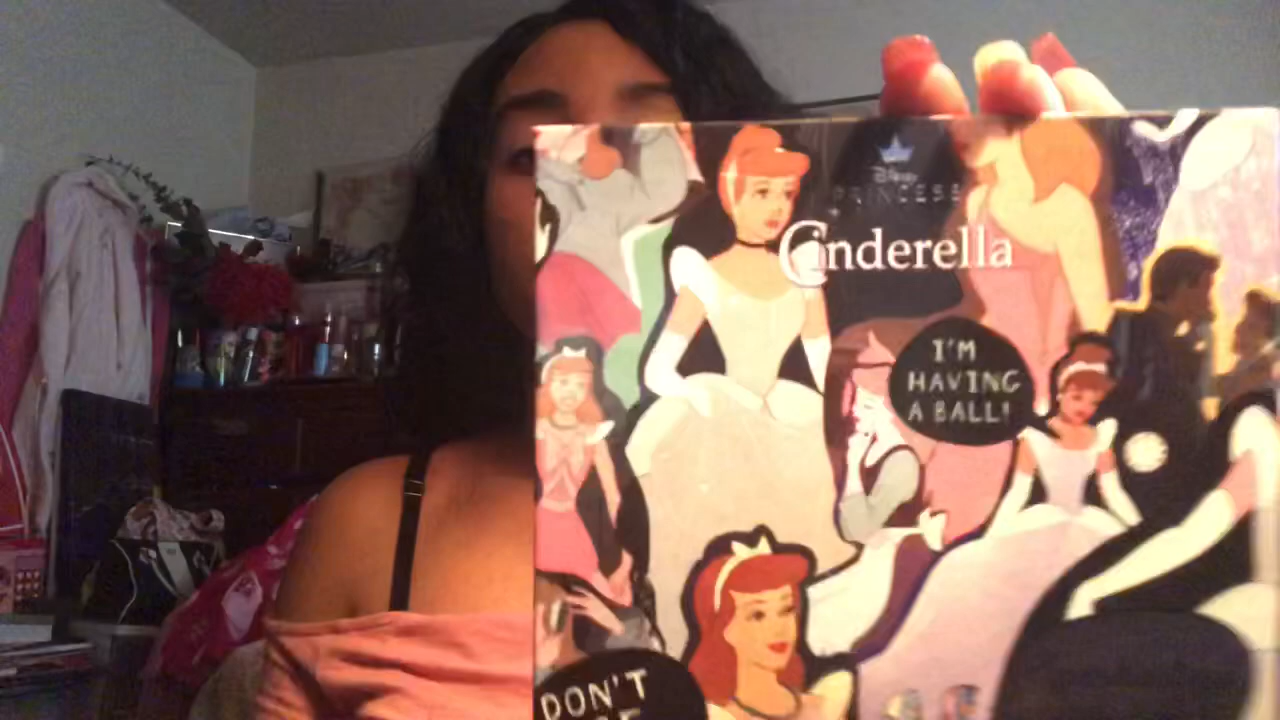 Disney
PRINCESS
Cinderella
I'M
HAVING
A BALL!
DON'T